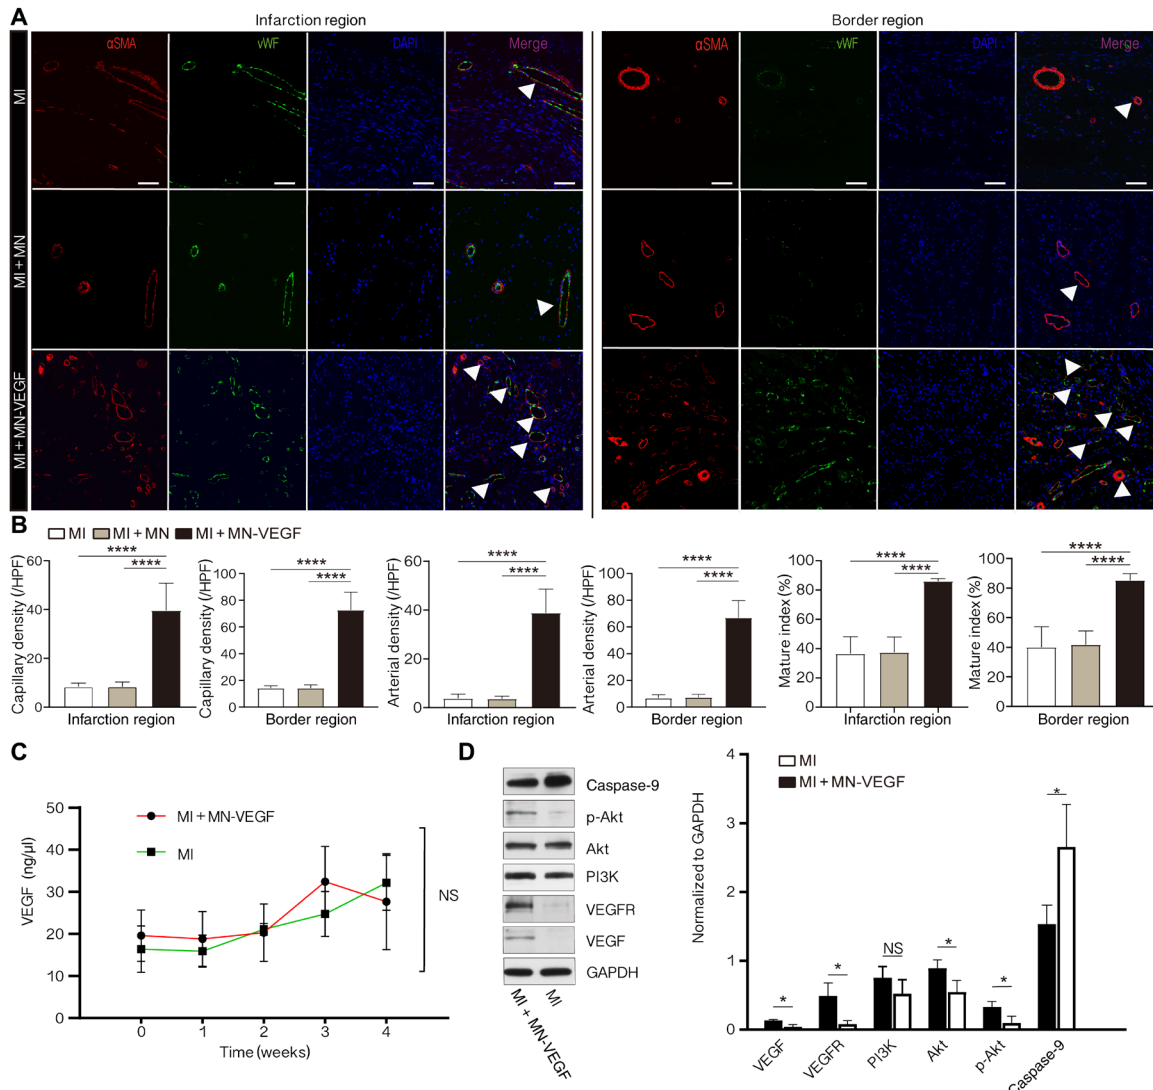 A
Infarction region
Border region
αSMA
vWF
DAPI
Merge
αSMA
vWF
DAPI
Merge
MI
MI + MN
MI + MN-VEGF
B
MI
MI + MN
MI + MN-VEGF
Capillary density (/HPF)
60
40
20
0
****
****
Infarction region
Capillary density (/HPF)
100
80
60
40
20
0
****
****
Border region
Arterial density (/HPF)
60
40
20
0
****
****
Infarction region
Arterial density (/HPF)
100
80
60
40
20
0
****
****
Border region
Mature index (%)
100
80
60
40
20
0
****
****
Infarction region
Mature index (%)
100
80
60
40
20
0
****
****
Border region
C
VEGF (ng/μl)
50
40
30
20
10
0
MI + MN-VEGF
MI
NS
0
1
2
3
4
Time (weeks)
D
Caspase-9
p-Akt
Akt
PI3K
VEGFR
VEGF
GAPDH
MI + MN-VEGF
MI
Normalized to GAPDH
4
3
2
1
0
MI
MI + MN-VEGF
*
*
NS
*
*
*
VEGF
VEGFR
PI3K
Akt
p-Akt
Caspase-9